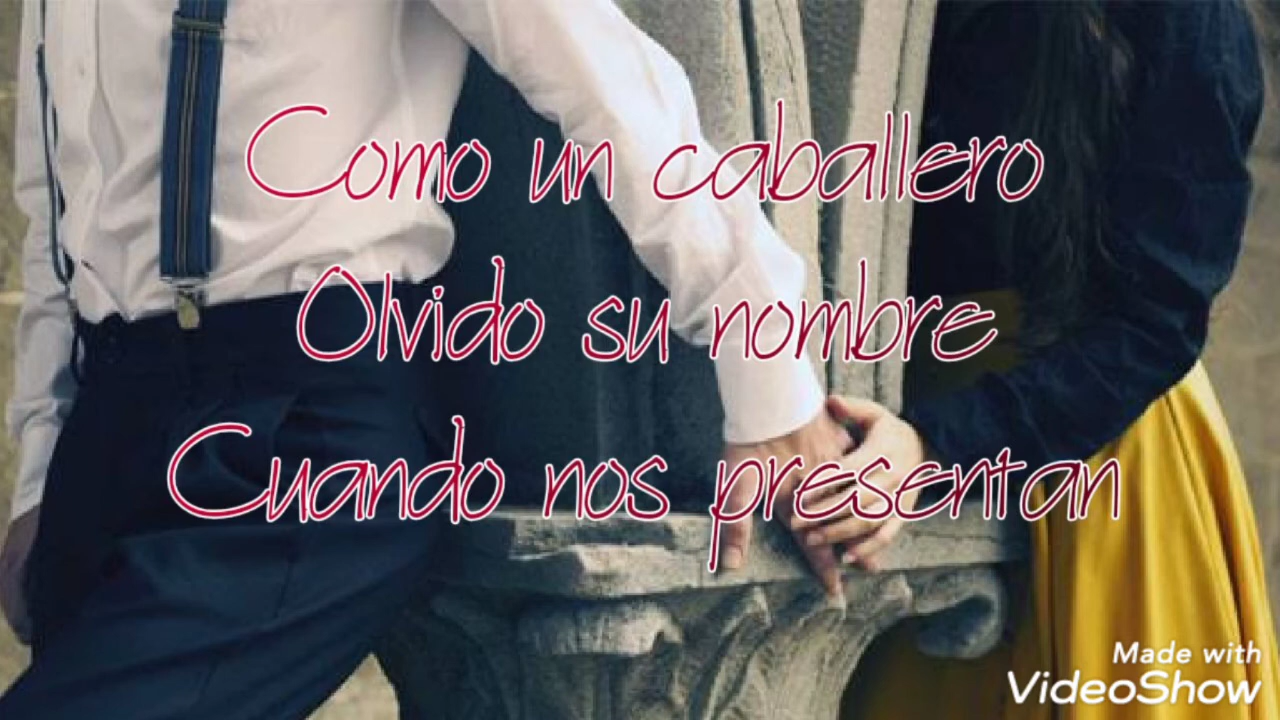 Como un caballero
Olvido su nombre
Cuando nos presentan
Made with
VideoShow